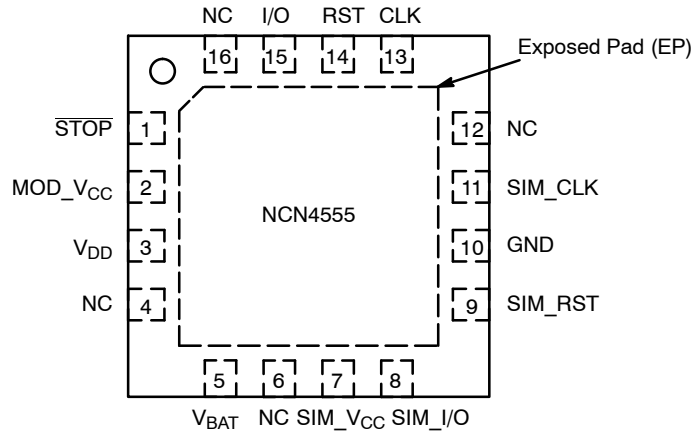 NC I/O RST CLK
16 15 14 13
Exposed Pad (EP)
STOP 1 12 NC
MOD_VCC 2 11 SIM_CLK
NCN4555
VDD 3 10 GND
NC 4 9 SIM_RST
5 6 7 8
VBAT NC SIM_VCC SIM_I/O